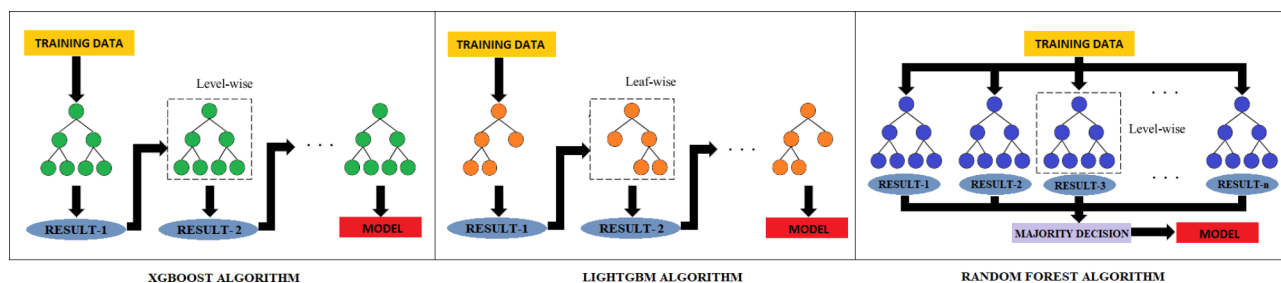 TRAINING DATA
Level-wise
. . .
RESULT-1
RESULT- 2
MODEL
XGBOOST ALGORITHM
TRAINING DATA
Leaf-wise
. . .
RESULT-1
RESULT- 2
MODEL
LIGHTGBM ALGORITHM
TRAINING DATA
. . .
Level-wise
RESULT-1
RESULT-2
RESULT-3
. . .
RESULT-n
MAJORITY DECISION
MODEL
RANDOM FOREST ALGORITHM